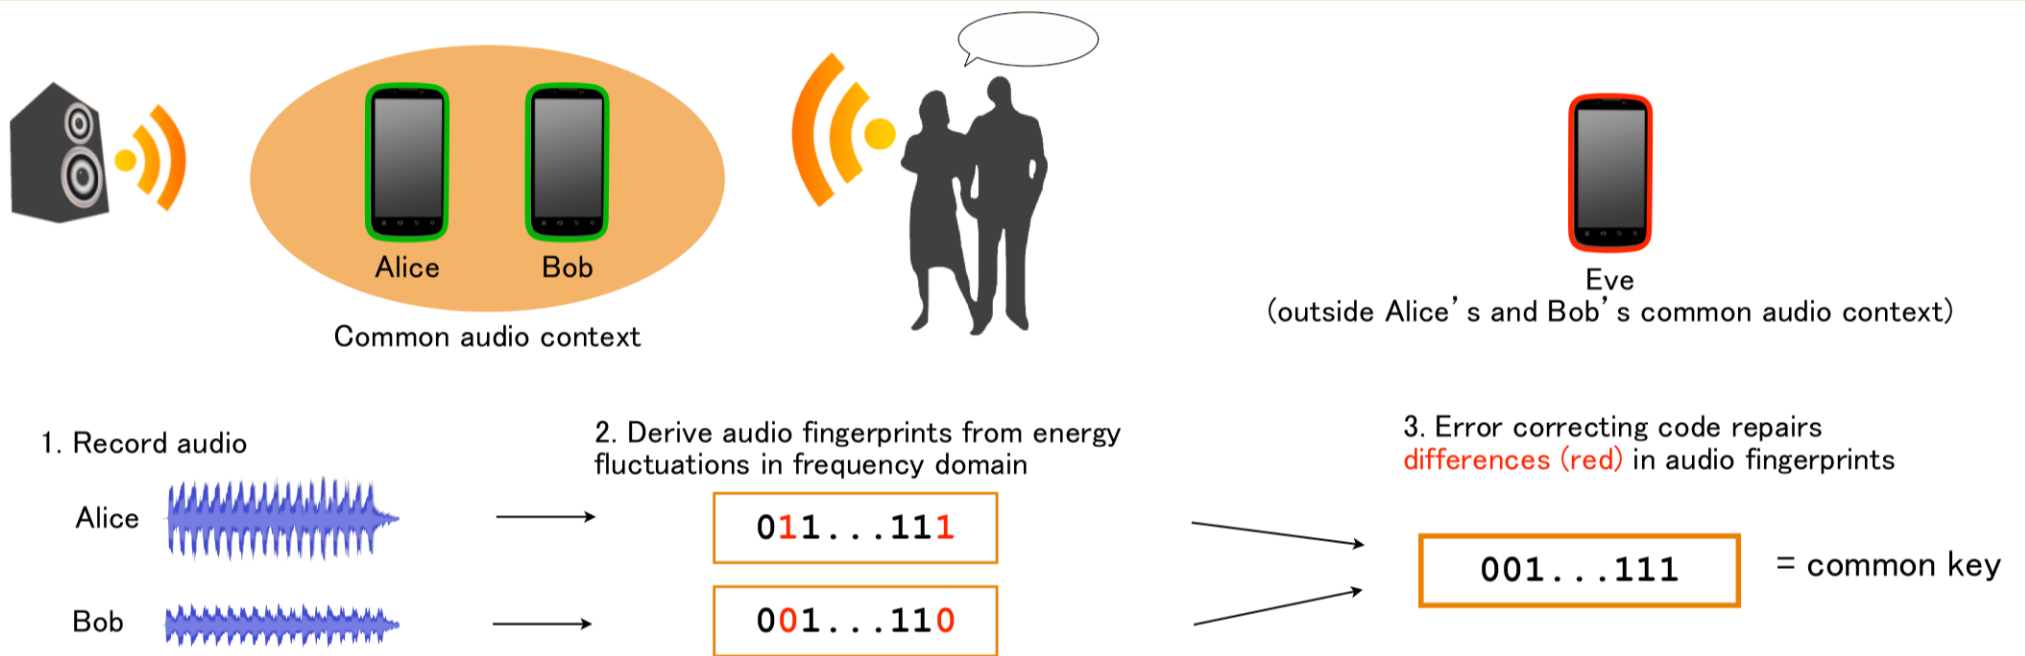 Alice
Bob
Common audio context
Eve
(outside Alice's and Bob's common audio context)
1. Record audio
Alice
Bob
2. Derive audio fingerprints from energy
fluctuations in frequency domain
011...111
001...110
3. Error correcting code repairs
differences (red) in audio fingerprints
001...111
= common key